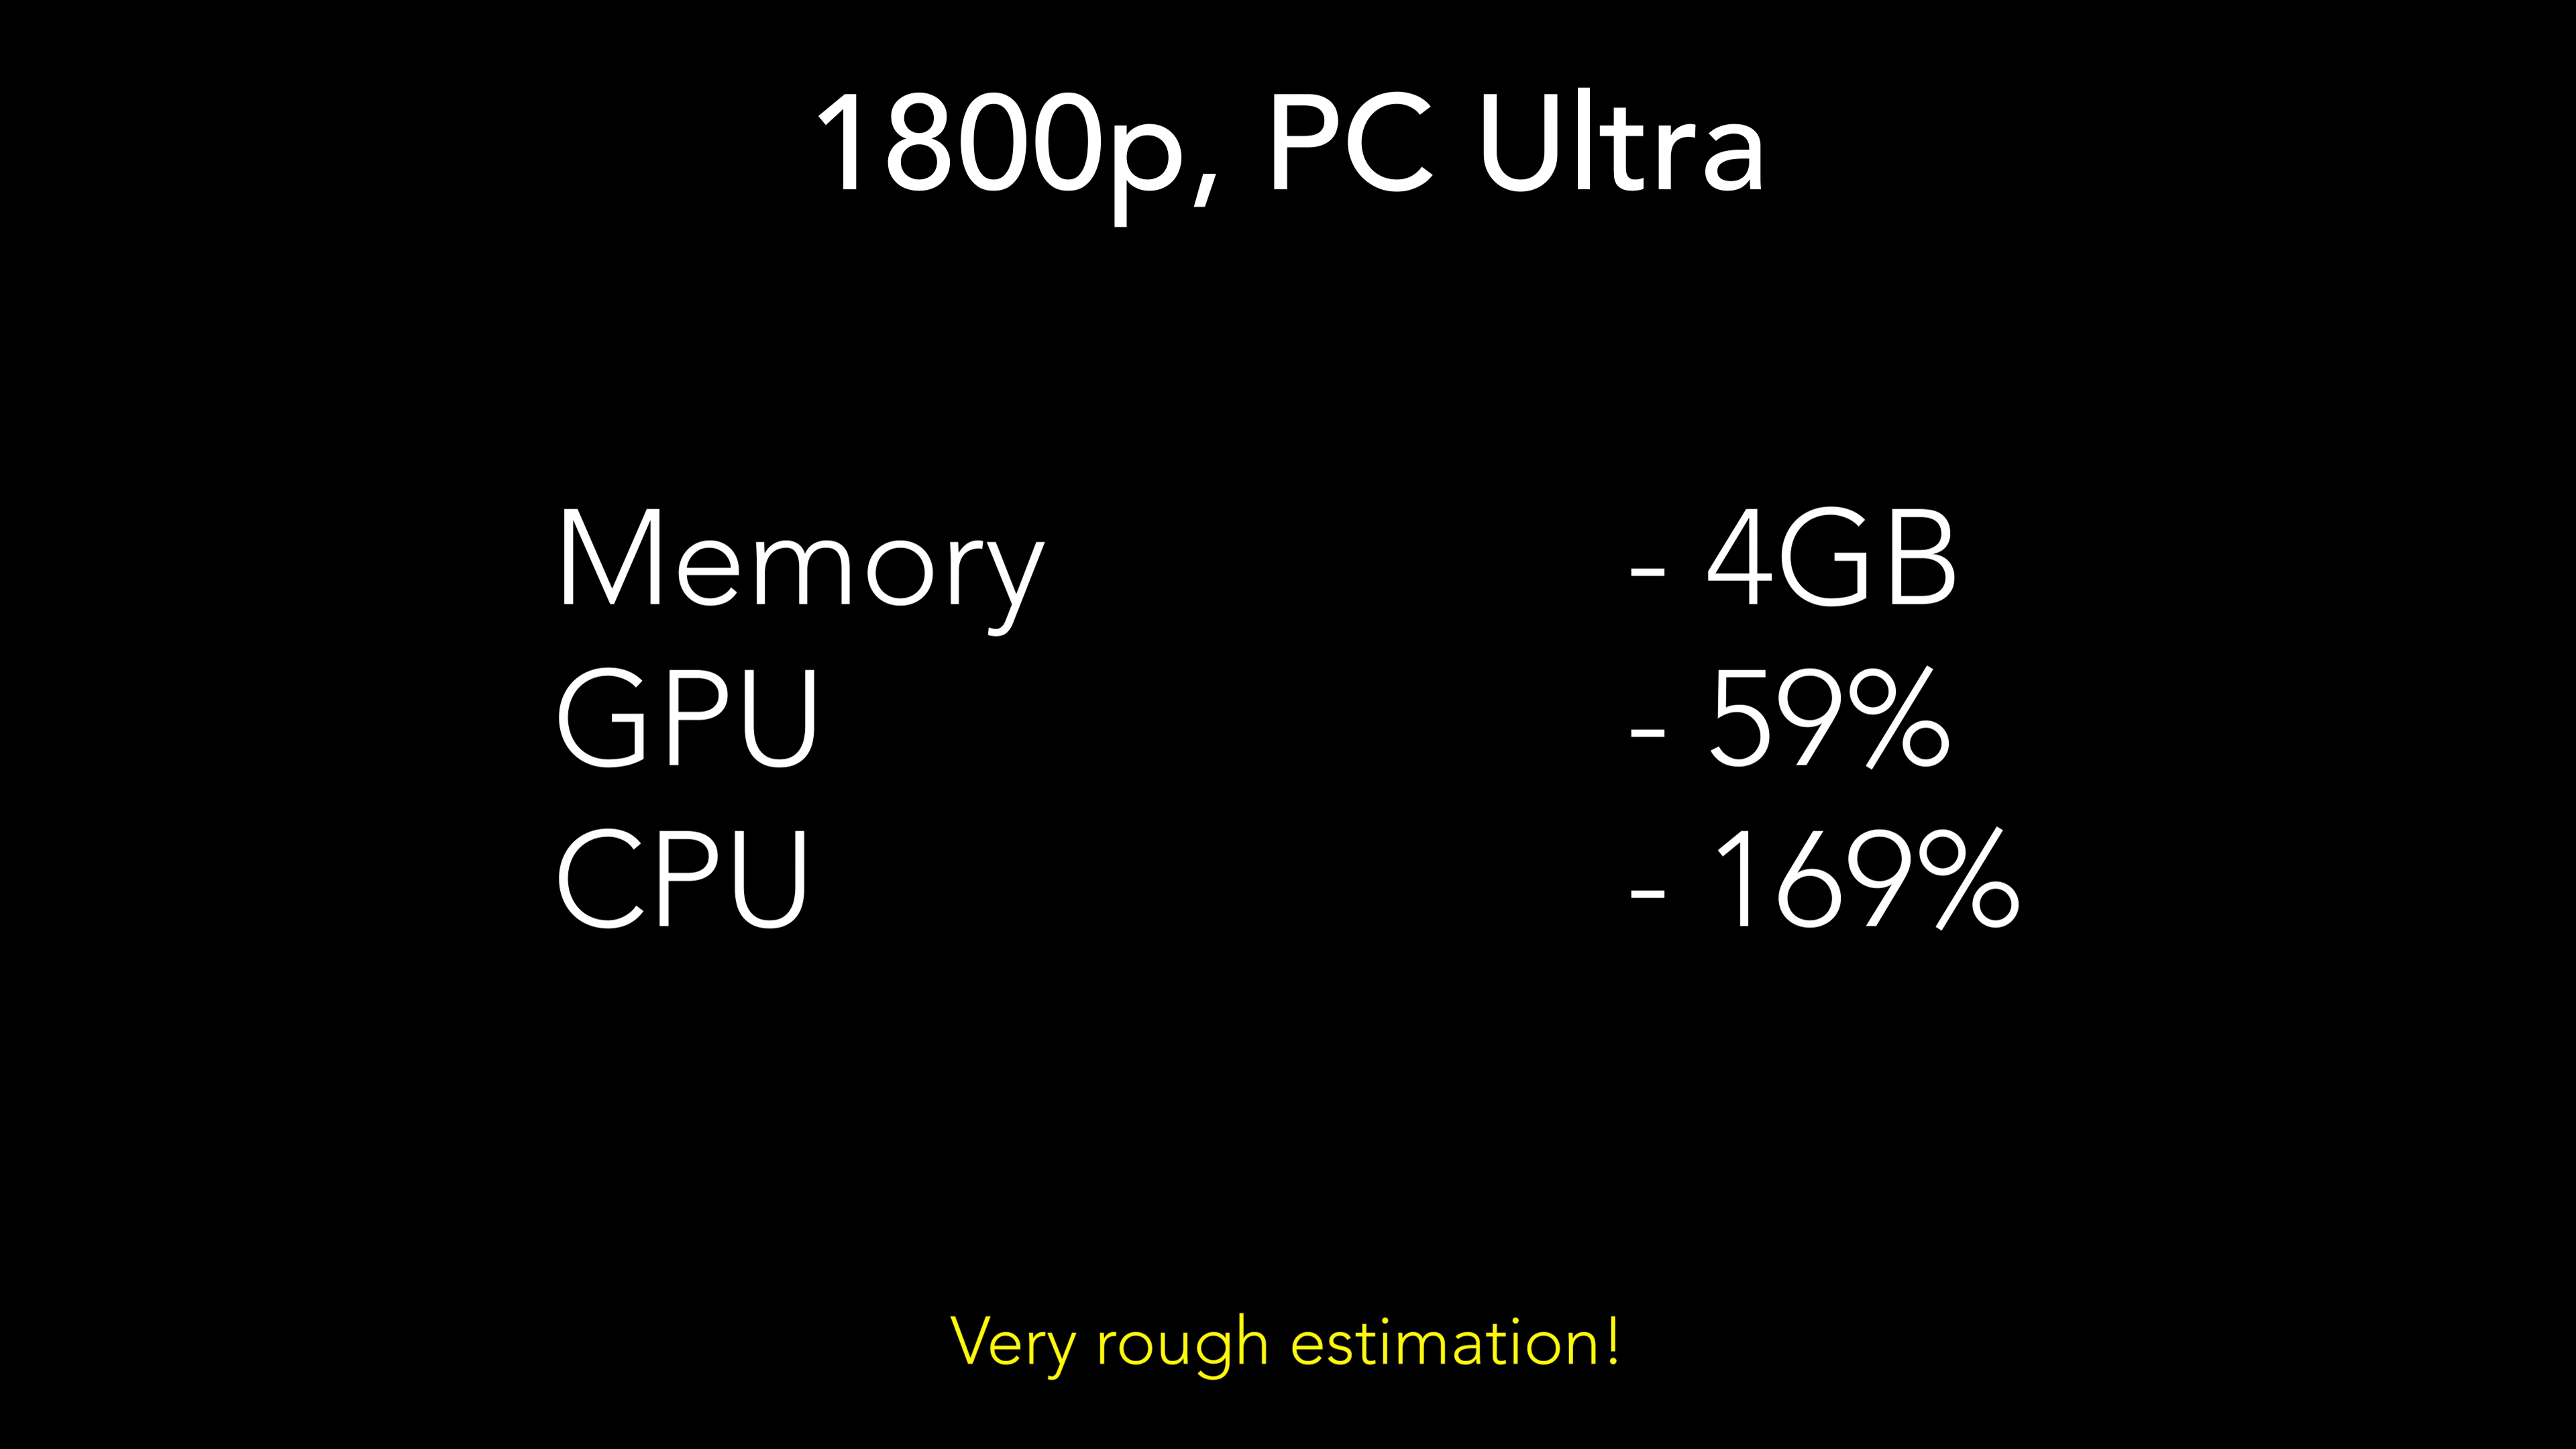 1800p, PC Ultra
Memory - 4GB
GPU - 59%
CPU - 169%
Very rough estimation!